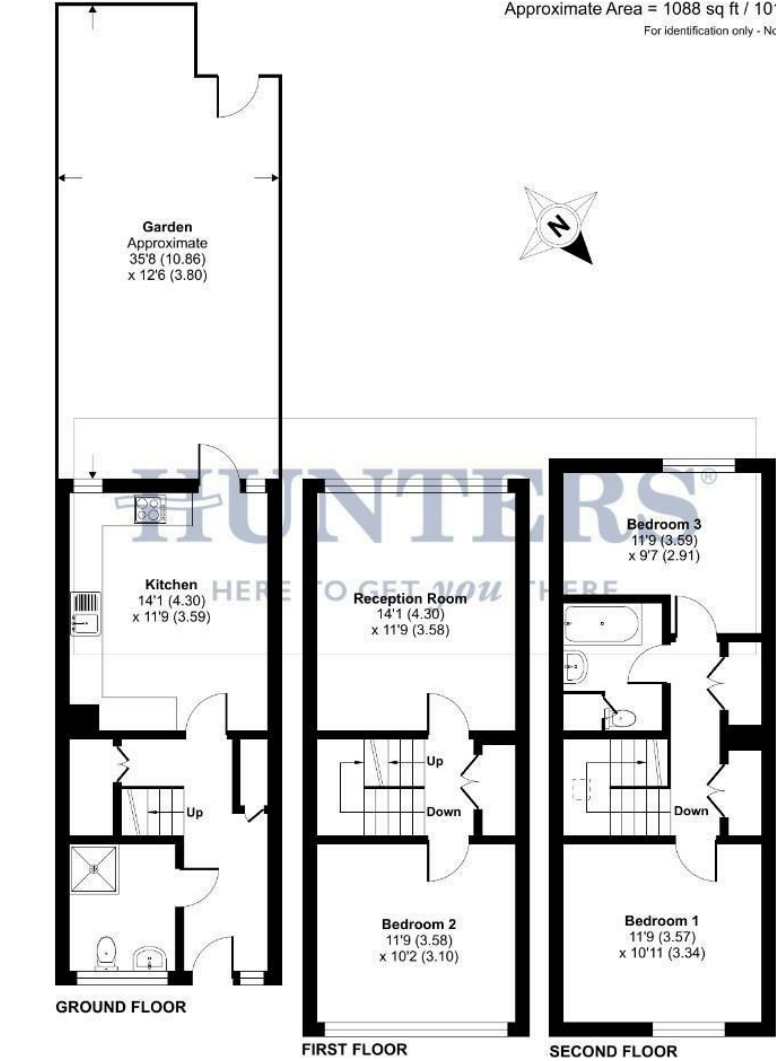 Approximate Area = 1088 sq ft / 101
For identification only - No
Garden
Approximate
35'8 (10.86)
x 12'6 (3.80)
N
HUNTERS®
HERE TO GET you THERE
Kitchen
14'1 (4.30)
x 11'9 (3.59)
Reception Room
14'1 (4.30)
x 11'9 (3.58)
Bedroom 3
11'9 (3.59)
x 9'7 (2.91)
Up
Up
Down
Down
Bedroom 2
11'9 (3.58)
x 10'2 (3.10)
Bedroom 1
11'9 (3.57)
x 10'11 (3.34)
GROUND FLOOR
FIRST FLOOR
SECOND FLOOR